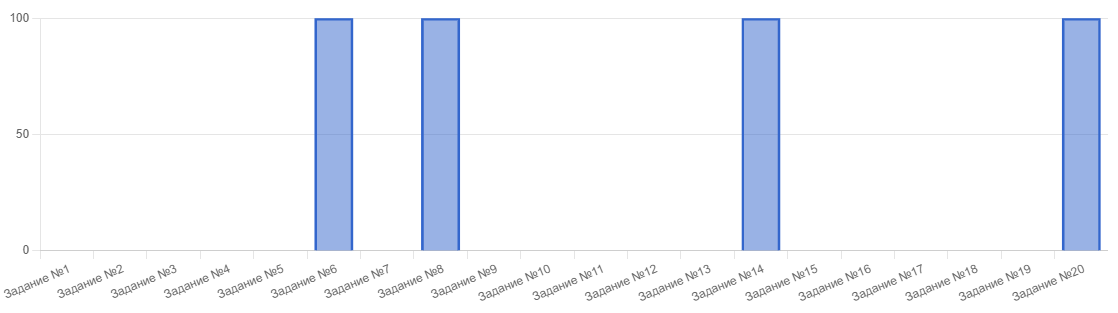 100
50
0
Задание №1
Задание №2
Задание №3
Задание №4
Задание №5
Задание №6
Задание №7
Задание №8
Задание №9
Задание №10
Задание №11
Задание №12
Задание №13
Задание №14
Задание №15
Задание №16
Задание №17
Задание №18
Задание №19
Задание №20